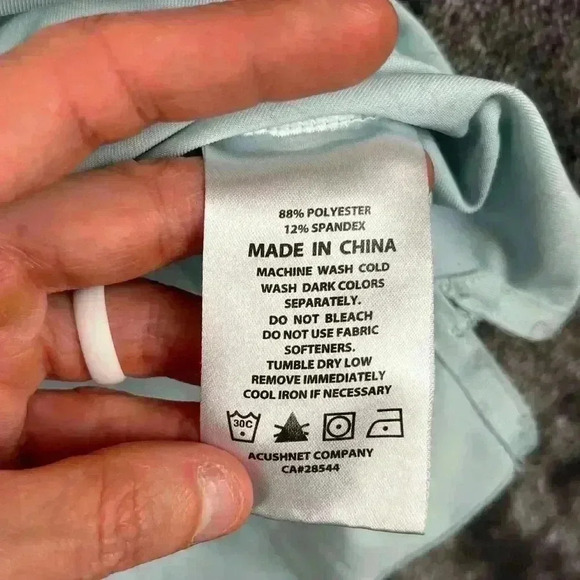 88% POLYESTER
12% SPANDEX
MADE IN CHINA
MACHINE WASH COLD
WASH DARK COLORS
SEPARATELY.
DO NOT BLEACH
DO NOT USE FABRIC
SOFTENERS.
TUMBLE DRY LOW
REMOVE IMMEDIATELY
COOL IRON IF NECESSARY
30C
ACUSHNET COMPANY
CA#28544